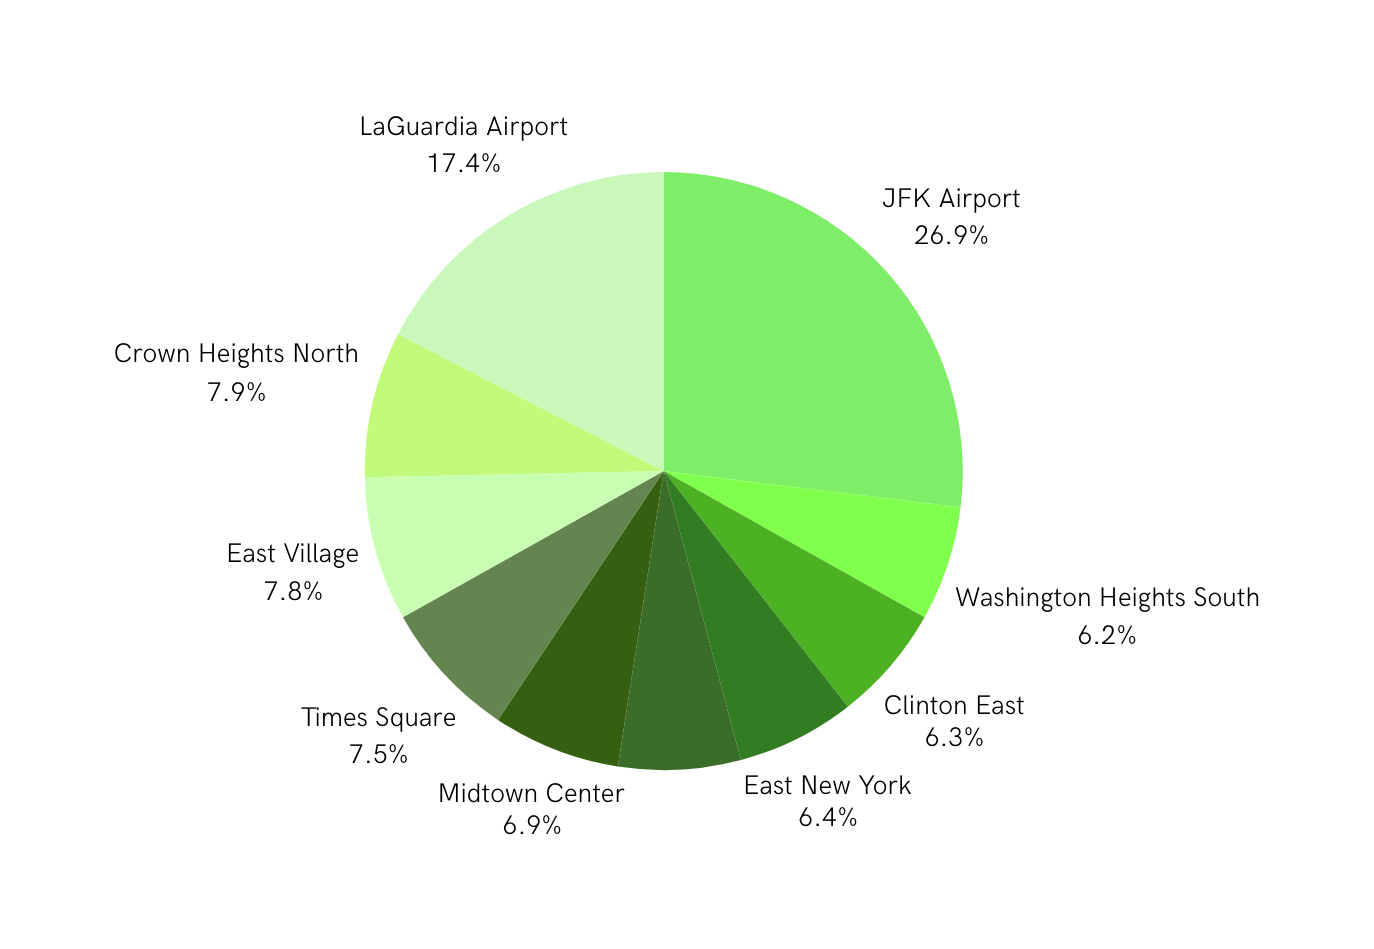 LaGuardia Airport
17.4%
JFK Airport
26.9%
Crown Heights North
7.9%
East Village
7.8%
Washington Heights South
6.2%
Times Square
7.5%
Clinton East
6.3%
Midtown Center
6.9%
East New York
6.4%